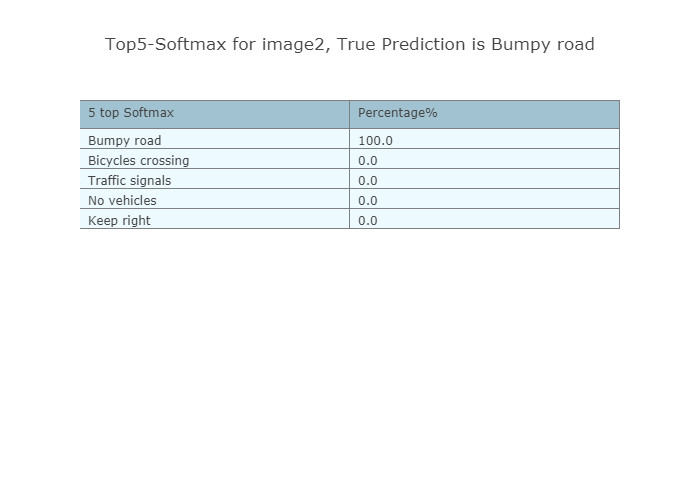 Top5-Softmax for image2, True Prediction is Bumpy road
5 top Softmax Percentage%
Bumpy road 100.0
Bicycles crossing 0.0
Traffic signals 0.0
No vehicles 0.0
Keep right 0.0